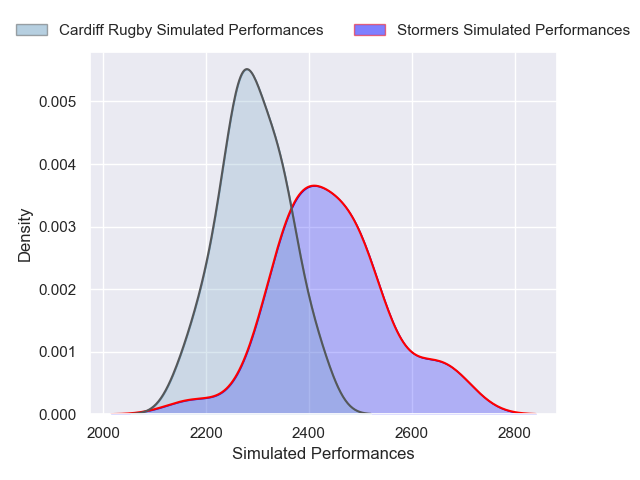 Cardiff Rugby Simulated Performances Stormers Simulated Performances
0.005
0.004
0.003
0.002
0.001
0.000
Density
2000 2200 2400 2600 2800
Simulated Performances